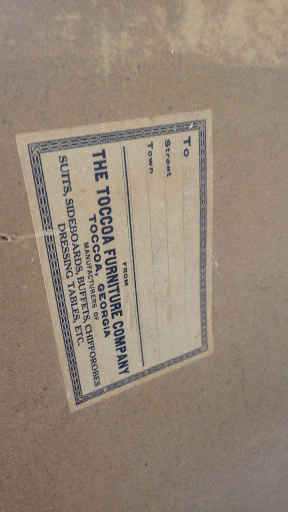 To
Street
Town
FROM
THE TOCCOA FURNITURE COMPANY
TOCCOA, GEORGIA
MANUFACTURERS OF
SUITS, SIDEBOARDS, BUFFETS, CHIFFOROBES
DRESSING TABLES, ETC.